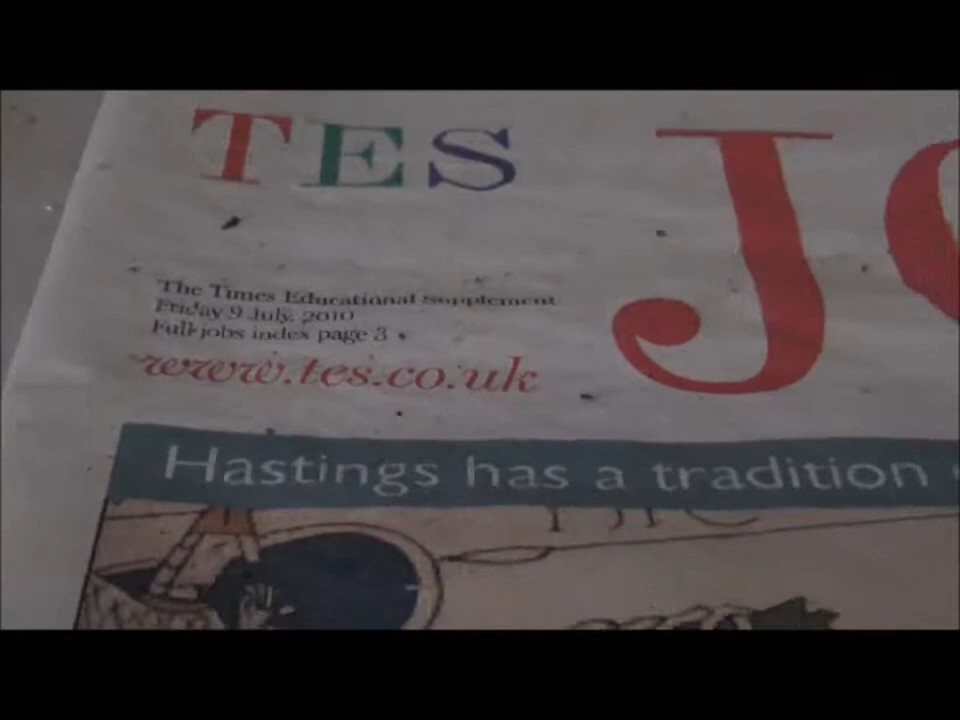 TES
The Times Educational Supplement
Friday 9 July, 2010
Full jobs index page 3
www.tes.co.uk
Hastings has a tradition